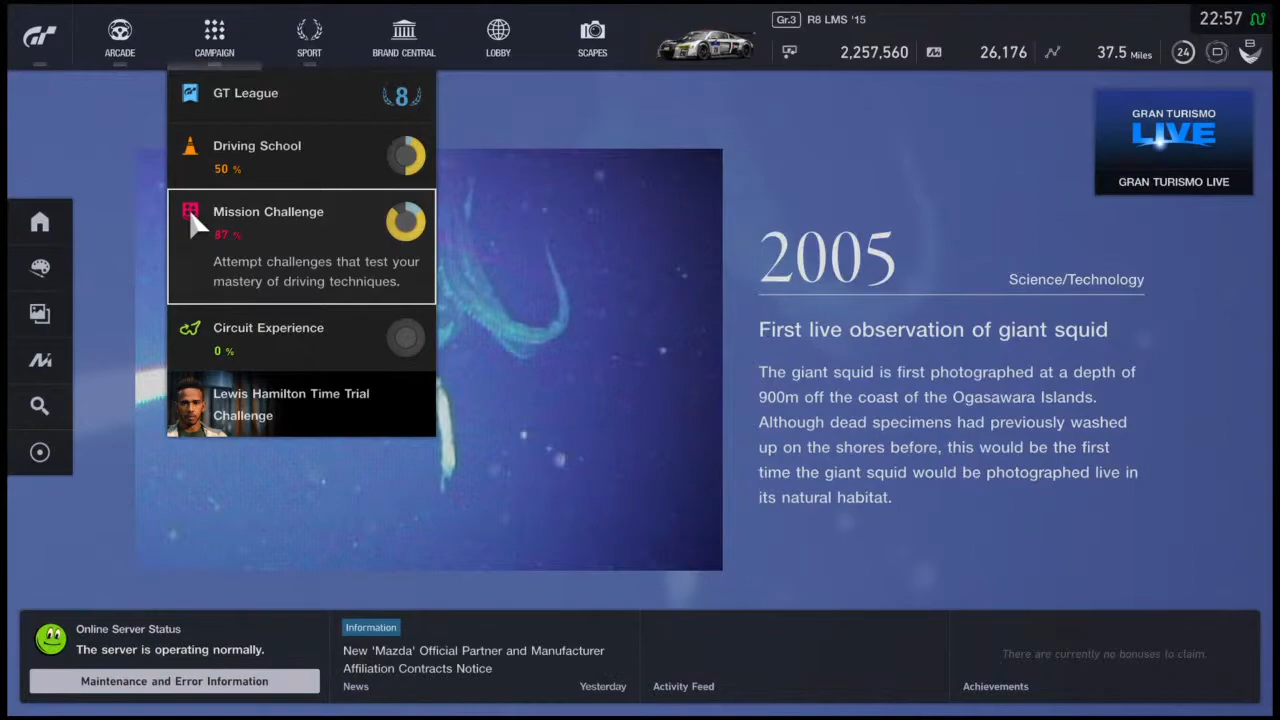 ARCADE
CAMPAIGN
SPORT
BRAND CENTRAL
LOBBY
SCAPES
Gr.3 R8 LMS '15
22:57
2,257,560
26,176
37.5 Miles
24
GT League
8
Driving School
50 %
Mission Challenge
87 %
Attempt challenges that test your
mastery of driving techniques.
Circuit Experience
0 %
Lewis Hamilton Time Trial
Challenge
GRAN TURISMO
LIVE
GRAN TURISMO LIVE
2005
Science/Technology
First live observation of giant squid
The giant squid is first photographed at a depth of
900m off the coast of the Ogasawara Islands.
Although dead specimens had previously washed
up on the shores before, this would be the first
time the giant squid would be photographed live in
its natural habitat.
Online Server Status
The server is operating normally.
Maintenance and Error Information
Information
New 'Mazda' Official Partner and Manufacturer
Affiliation Contracts Notice
News
Yesterday
Activity Feed
There are currently no bonuses to claim.
Achievements